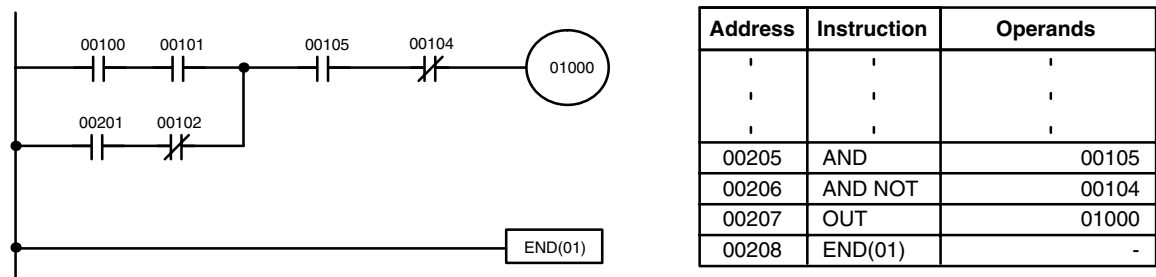 00100 00101 00105 00104
01000
00201 00102
END(01)
Address Instruction Operands
00205 AND 00105
00206 AND NOT 00104
00207 OUT 01000
00208 END(01) -